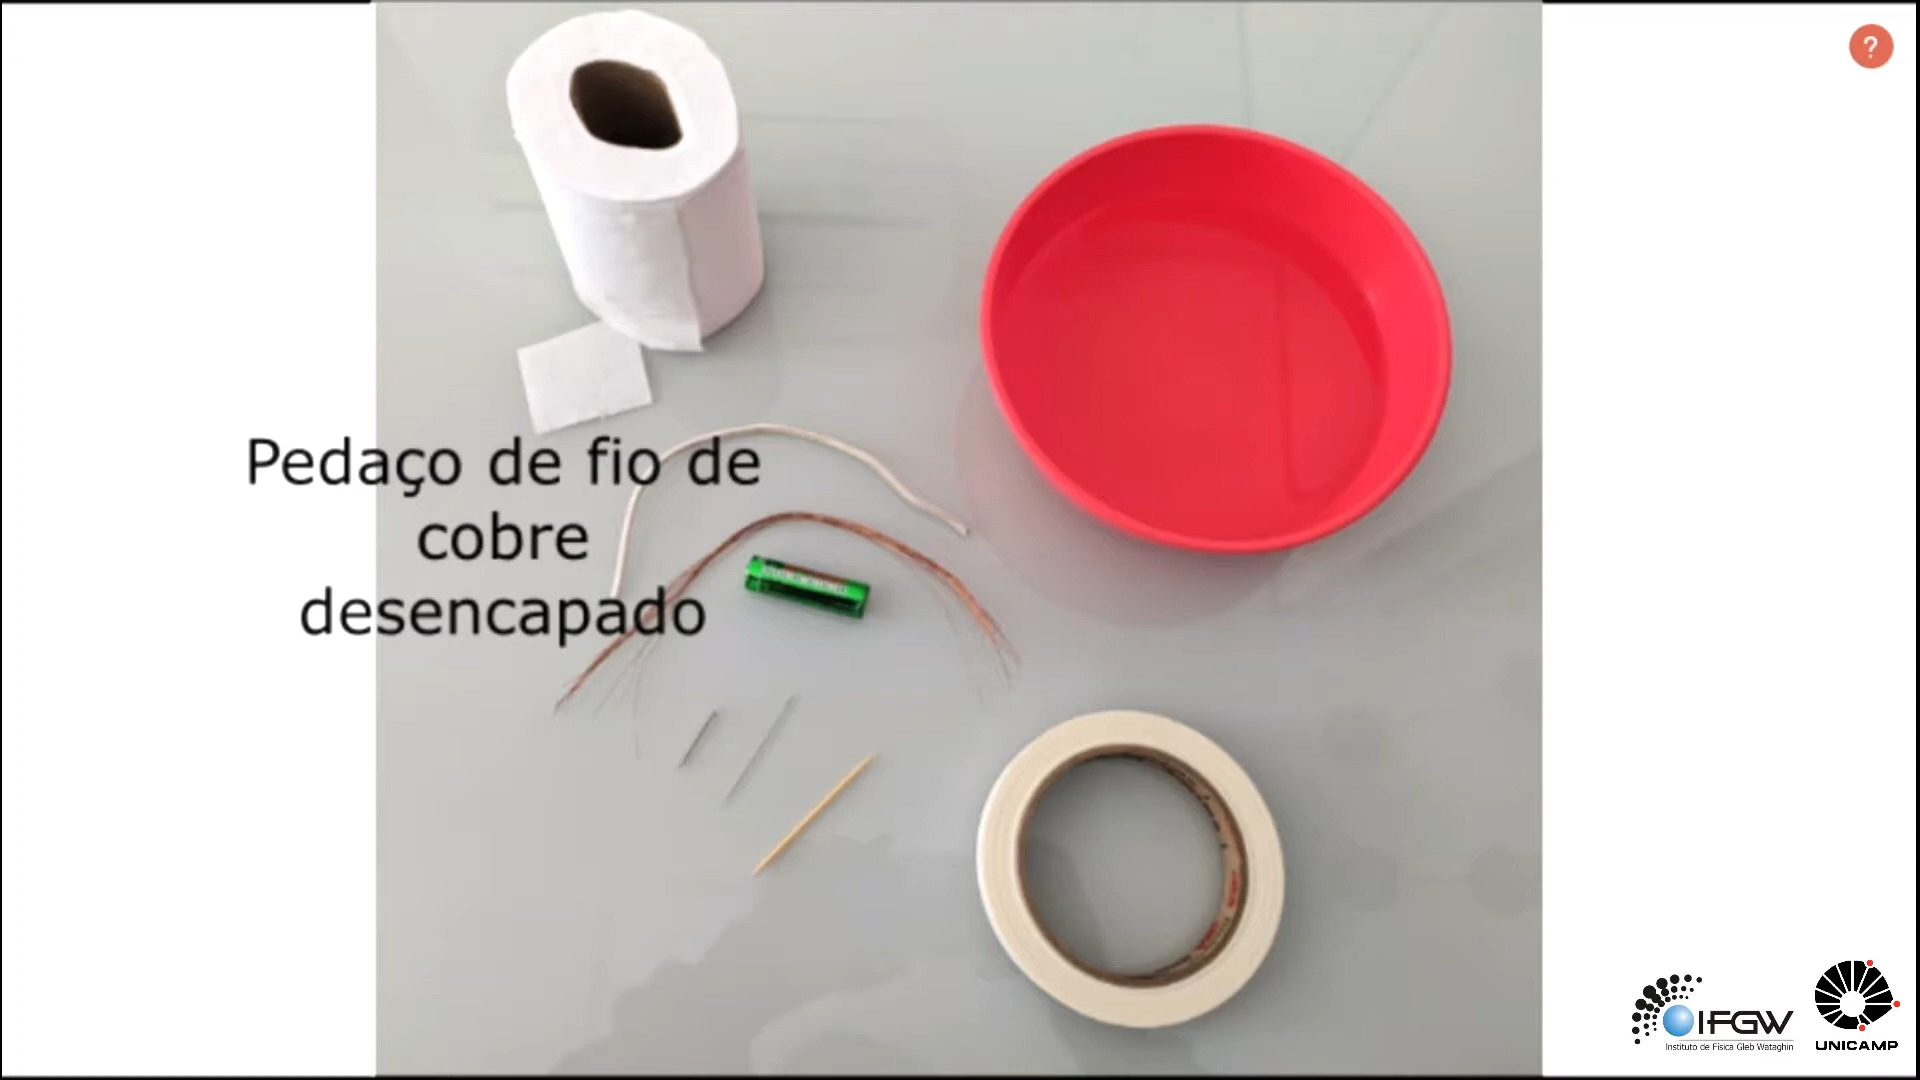 ?
Pedaço de fio de
cobre
desencapado
IFGW
Instituto de Física Gleb Wataghin
UNICAMP